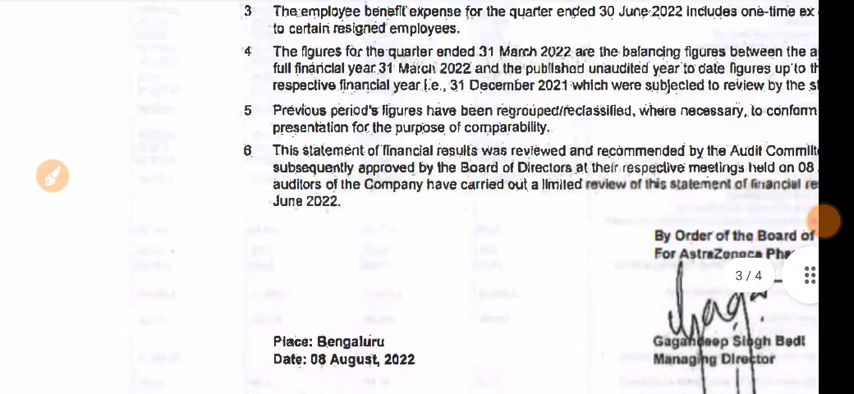 3 The employee benefit expense for the quarter ended 30 June 2022 includes one-time ex
to certain resigned employees.
4 The figures for the quarter ended 31 March 2022 are the balancing figures between the a
full financial year 31 March 2022 and the published unaudited year to date figures up to th
respective financial year i.e., 31 December 2021 which were subjected to review by the s
5 Previous period's figures have been regrouped/reclassified, where necessary, to conform
presentation for the purpose of comparability.
6 This statement of financial results was reviewed and recommended by the Audit Committe
subsequently approved by the Board of Directors at their respective meetings held on 08
auditors of the Company have carried out a limited review of this statement of financial re
June 2022.
By Order of the Board of
For AstraZeneca Pha
3 / 4
Gagandeep Singh Bedi
Managing Director
Place: Bengaluru
Date: 08 August, 2022